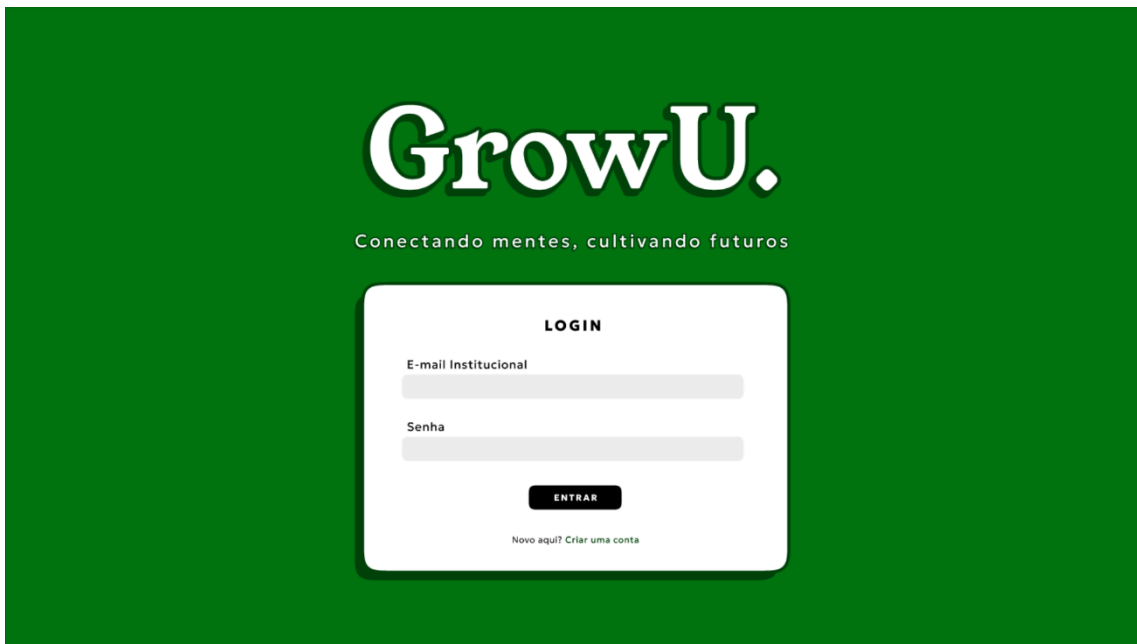 GrowU.
Conectando mentes, cultivando futuros
LOGIN
E-mail Institucional
Senha
ENTRAR
Novo aqui? Criar uma conta